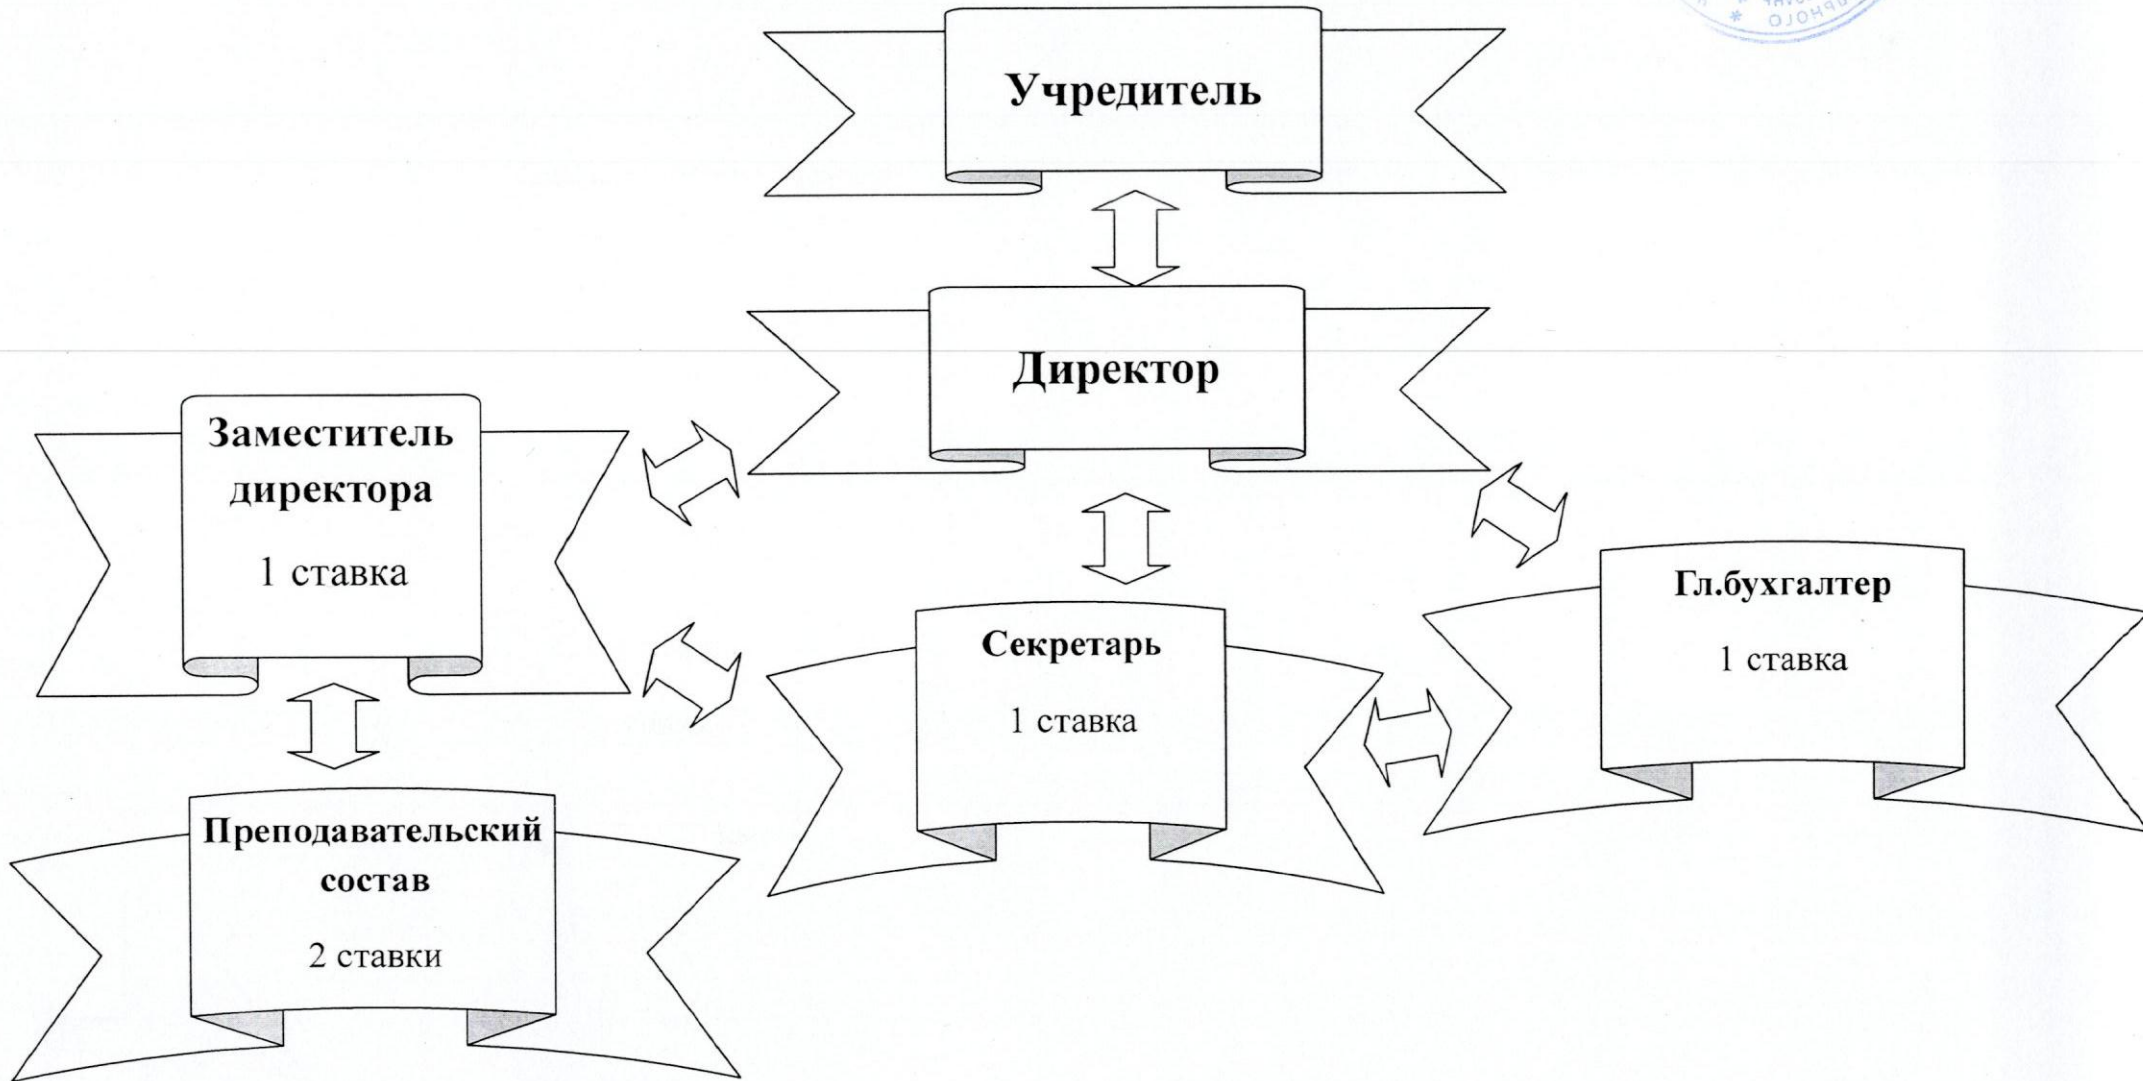 Учредитель
Директор
Заместитель
директора
1 ставка
Секретарь
1 ставка
Гл.бухгалтер
1 ставка
Преподавательский
состав
2 ставки